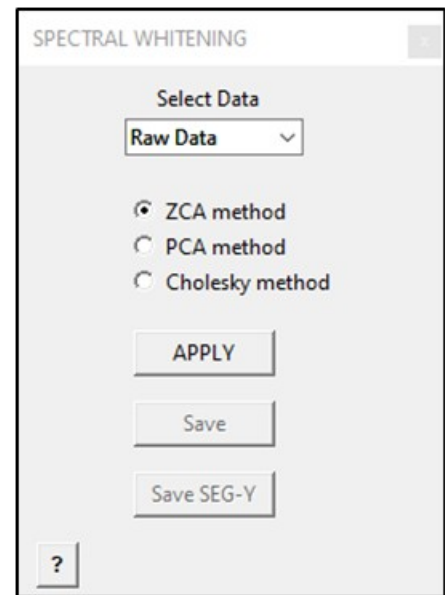 SPECTRAL WHITENING x
Select Data
Raw Data
ZCA method
PCA method
Cholesky method
APPLY
Save
Save SEG-Y
?